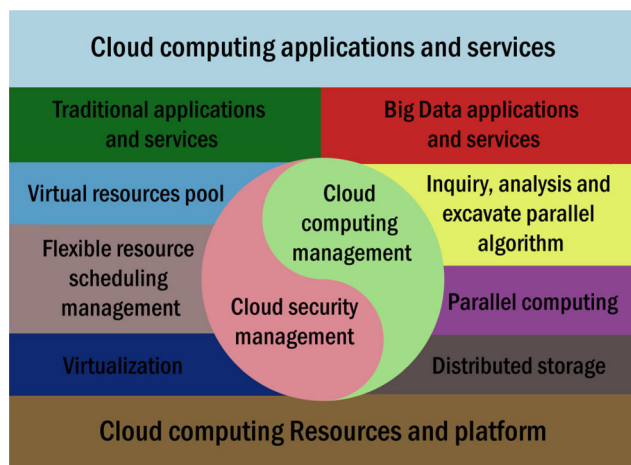 Cloud computing applications and services
Traditional applications
and services
Big Data applications
and services
Virtual resources pool
Cloud
computing
management
Inquiry, analysis and
excavate parallel
algorithm
Flexible resource
scheduling
management
Cloud security
management
Parallel computing
Virtualization
Distributed storage
Cloud computing Resources and platform